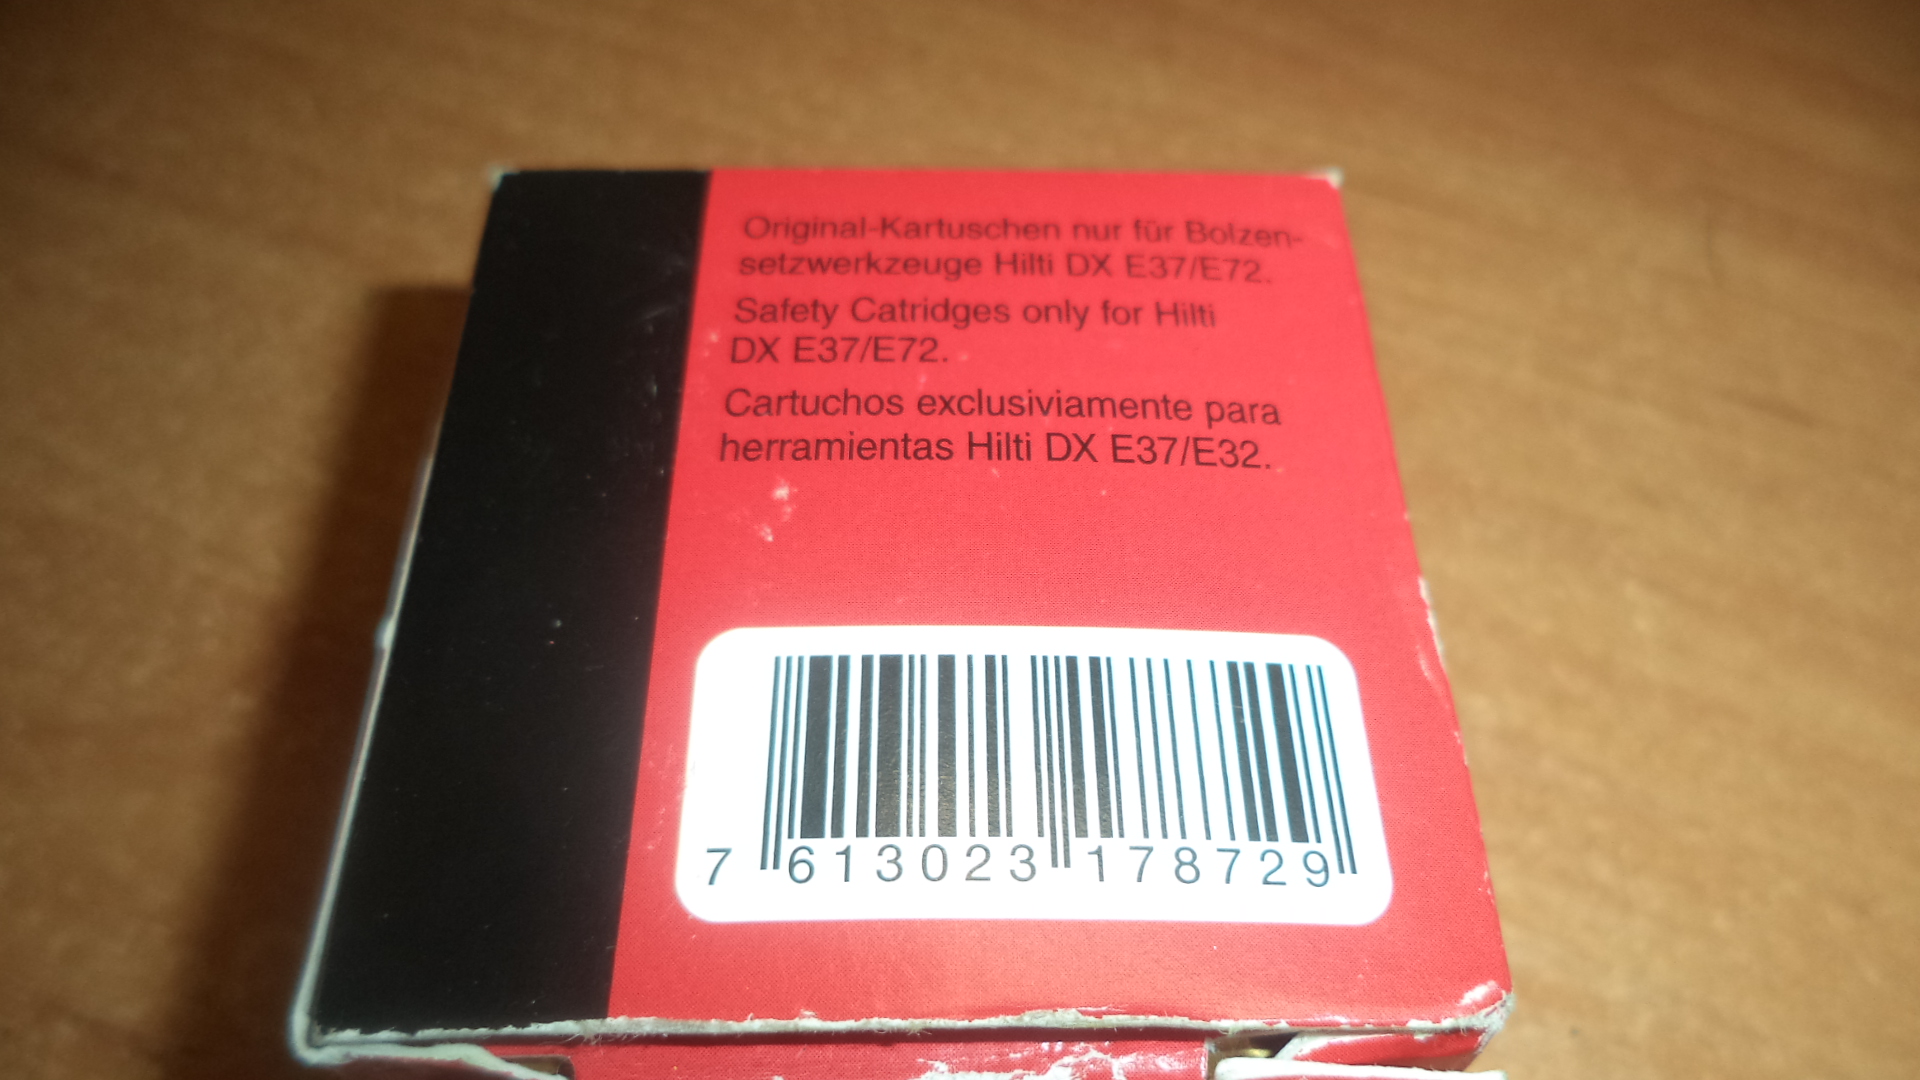 Original-Kartuschen nur für Bolzen-
setzwerkzeuge Hilti DX E37/E72.
Safety Catridges only for Hilti
DX E37/E72.
Cartuchos exclusiviamente para
herramientas Hilti DX E37/E32.
7 613023 178729